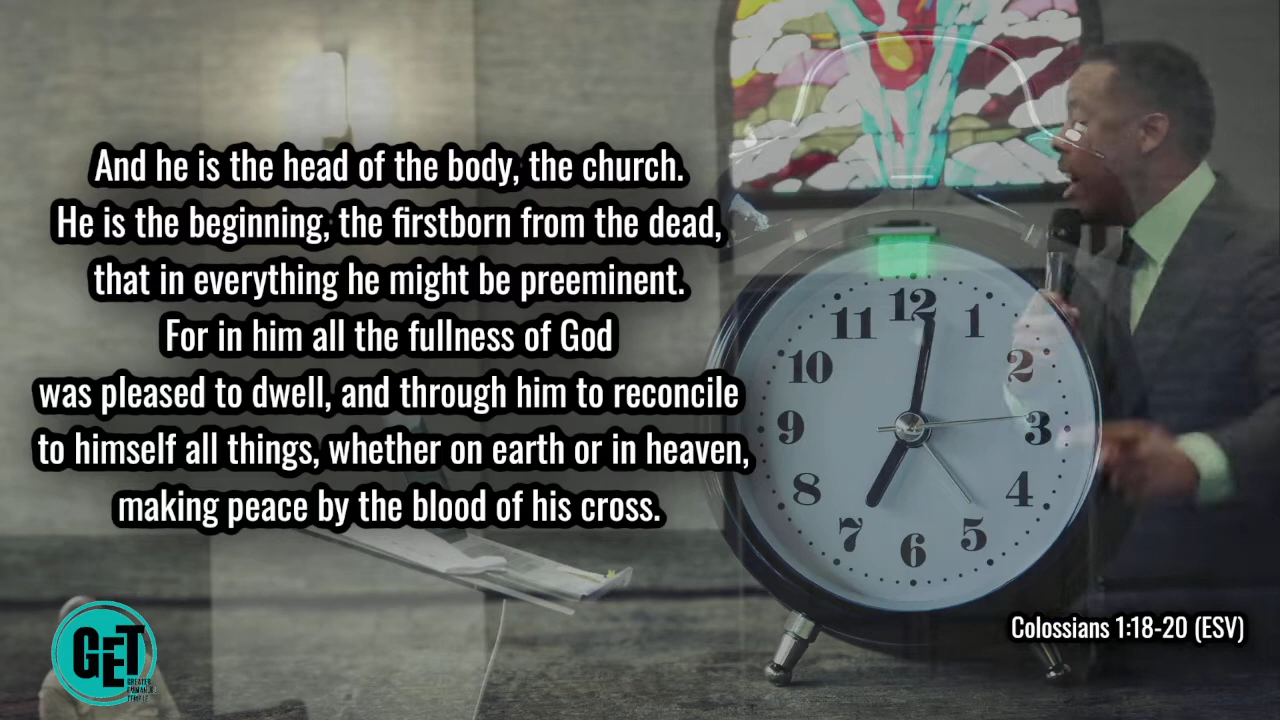 And he is the head of the body, the church.
He is the beginning, the firstborn from the dead,
that in everything he might be preeminent.
For in him all the fullness of God
was pleased to dwell, and through him to reconcile
to himself all things, whether on earth or in heaven,
making peace by the blood of his cross.
12
11
1
10
2
9
3
8
4
7
5
6
Colossians 1:18-20 (ESV)
GET
GREATER
EMMANUEL
TEMPLE